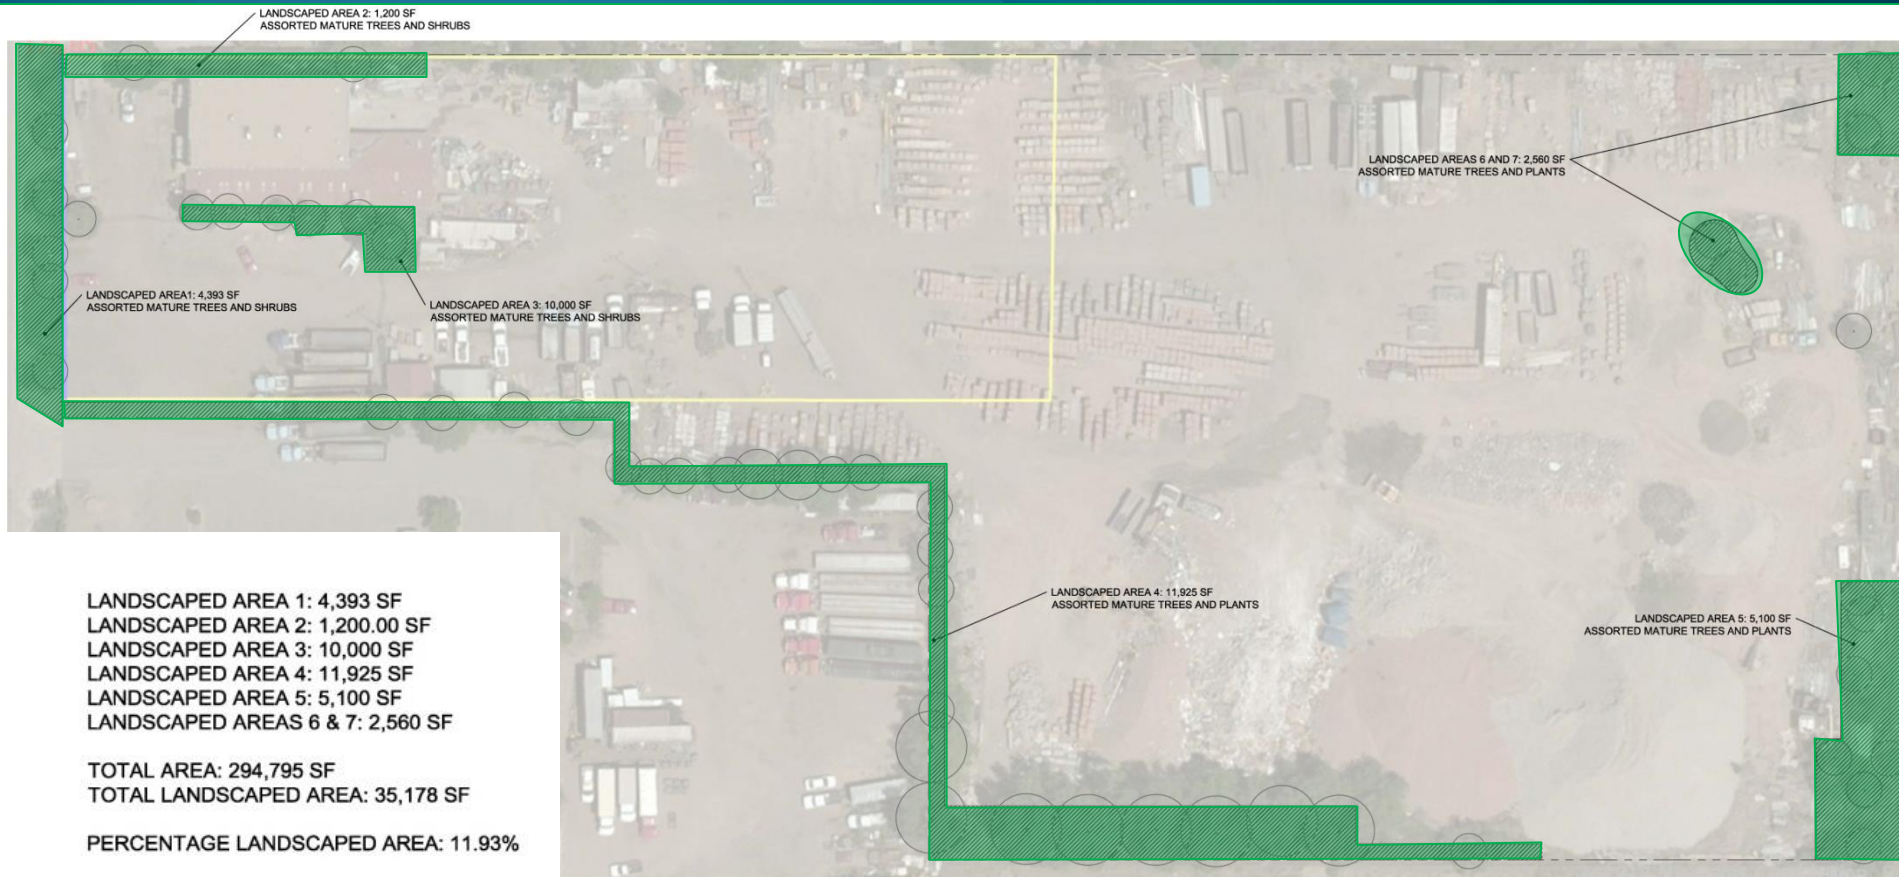 LANDSCAPED AREA 2: 1,200 SF
ASSORTED MATURE TREES AND SHRUBS
LANDSCAPED AREAS 6 AND 7: 2,560 SF
ASSORTED MATURE TREES AND PLANTS
LANDSCAPED AREA1: 4,393 SF
ASSORTED MATURE TREES AND SHRUBS
LANDSCAPED AREA 3: 10,000 SF
ASSORTED MATURE TREES AND SHRUBS
LANDSCAPED AREA 4: 11,925 SF
ASSORTED MATURE TREES AND PLANTS
LANDSCAPED AREA 5: 5,100 SF
ASSORTED MATURE TREES AND PLANTS
LANDSCAPED AREA 1: 4,393 SF
LANDSCAPED AREA 2: 1,200.00 SF
LANDSCAPED AREA 3: 10,000 SF
LANDSCAPED AREA 4: 11,925 SF
LANDSCAPED AREA 5: 5,100 SF
LANDSCAPED AREAS 6 & 7: 2,560 SF
TOTAL AREA: 294,795 SF
TOTAL LANDSCAPED AREA: 35,178 SF
PERCENTAGE LANDSCAPED AREA: 11.93%